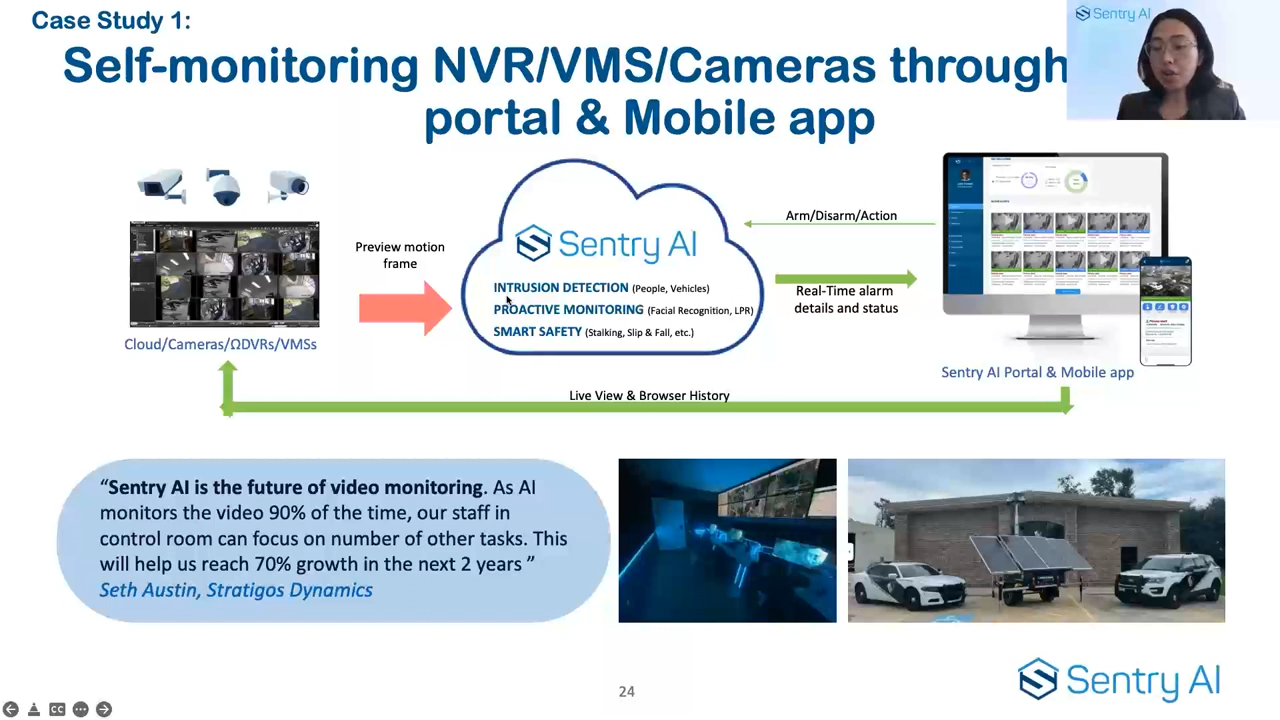 Case Study 1:
Sentry AI
Self-monitoring NVR/VMS/Cameras through
portal & Mobile app
Preview motion
frame
Cloud/Cameras/ΩDVRs/VMSs
Sentry AI
INTRUSION DETECTION (People, Vehicles)
PROACTIVE MONITORING (Facial Recognition, LPR)
SMART SAFETY (Stalking, Slip & Fall, etc.)
Arm/Disarm/Action
Real-Time alarm
details and status
Sentry AI Portal & Mobile app
Live View & Browser History
“Sentry AI is the future of video monitoring. As AI
monitors the video 90% of the time, our staff in
control room can focus on number of other tasks. This
will help us reach 70% growth in the next 2 years ”
Seth Austin, Stratigos Dynamics
24
Sentry AI
CC